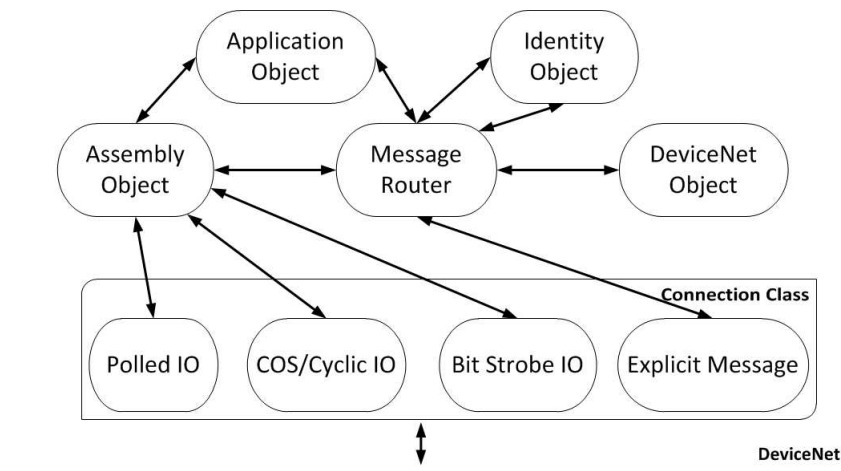 Application
Object
Identity
Object
Assembly
Object
Message
Router
DeviceNet
Object
Connection Class
Polled IO
COS/Cyclic IO
Bit Strobe IO
Explicit Message
DeviceNet